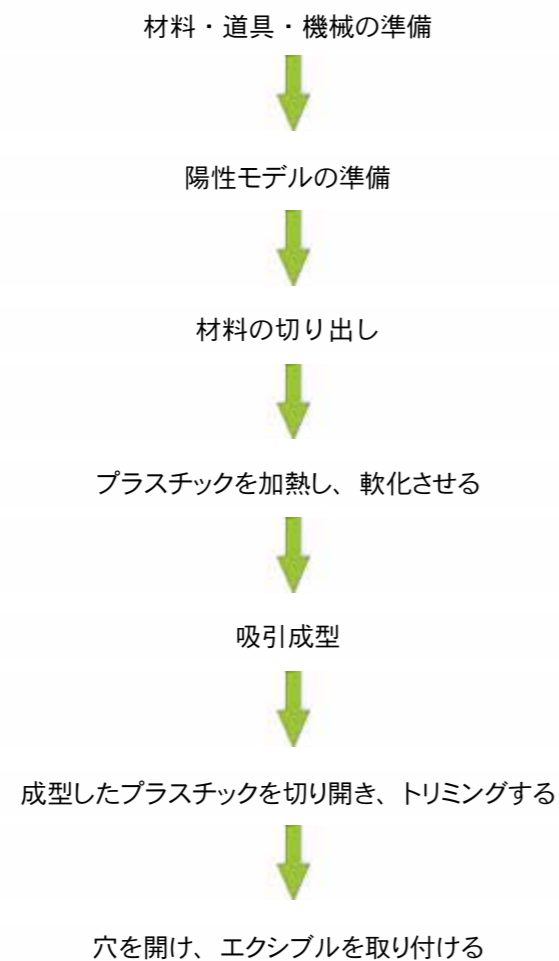 材料・道具・機械の準備
陽性モデルの準備
材料の切り出し
プラスチックを加熱し、軟化させる
吸引成型
成型したプラスチックを切り開き、トリミングする
穴を開け、エクシブルを取り付ける